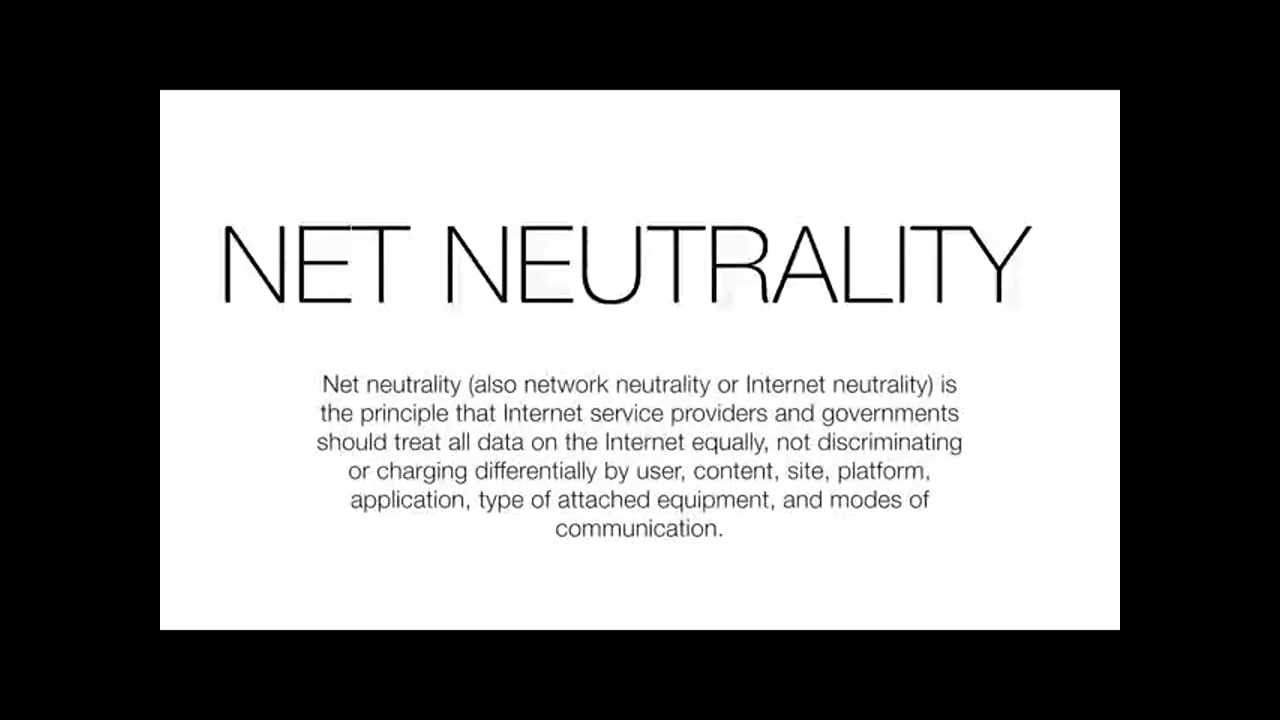 NET NEUTRALITY
Net neutrality (also network neutrality or Internet neutrality) is
the principle that Internet service providers and governments
should treat all data on the Internet equally, not discriminating
or charging differentially by user, content, site, platform,
application, type of attached equipment, and modes of
communication.